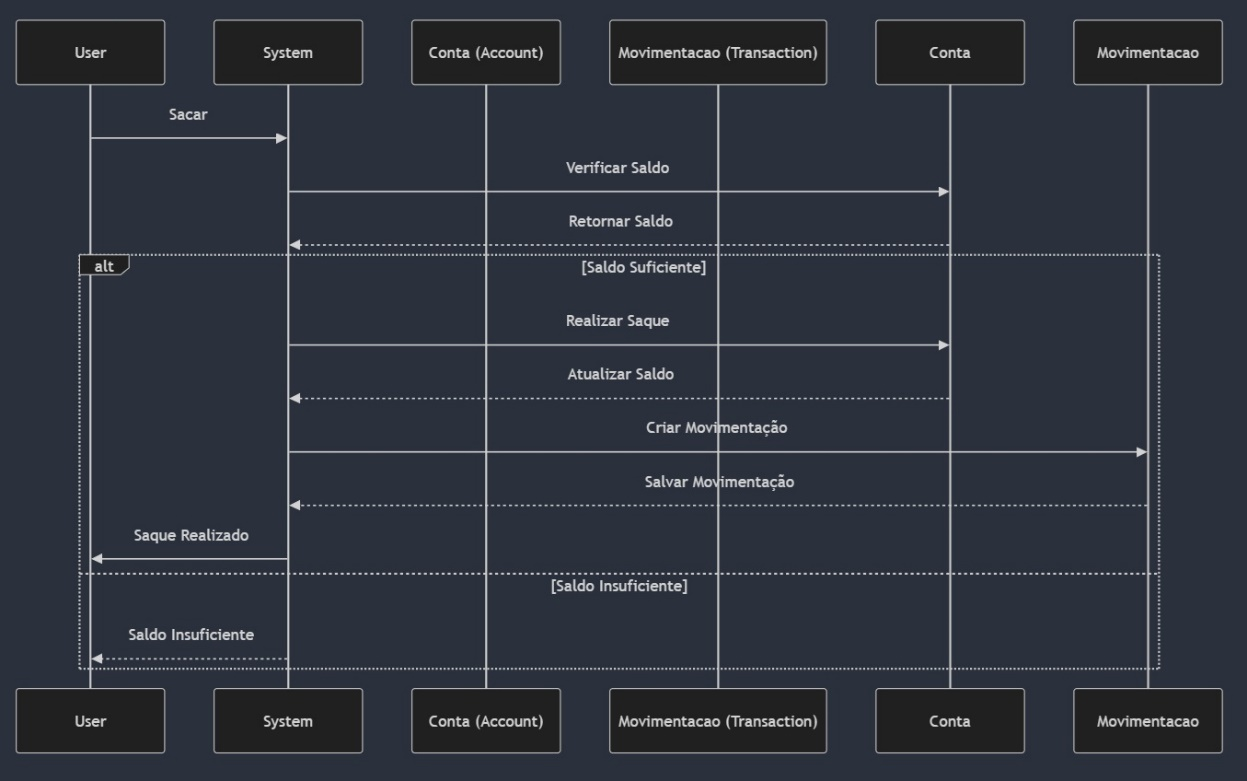 User
System
Conta (Account)
Movimentacao (Transaction)
Conta
Movimentacao
Sacar
Verificar Saldo
Retornar Saldo
alt
[Saldo Suficiente]
Realizar Saque
Atualizar Saldo
Criar Movimentação
Salvar Movimentação
Saque Realizado
[Saldo Insuficiente]
Saldo Insuficiente
User
System
Conta (Account)
Movimentacao (Transaction)
Conta
Movimentacao